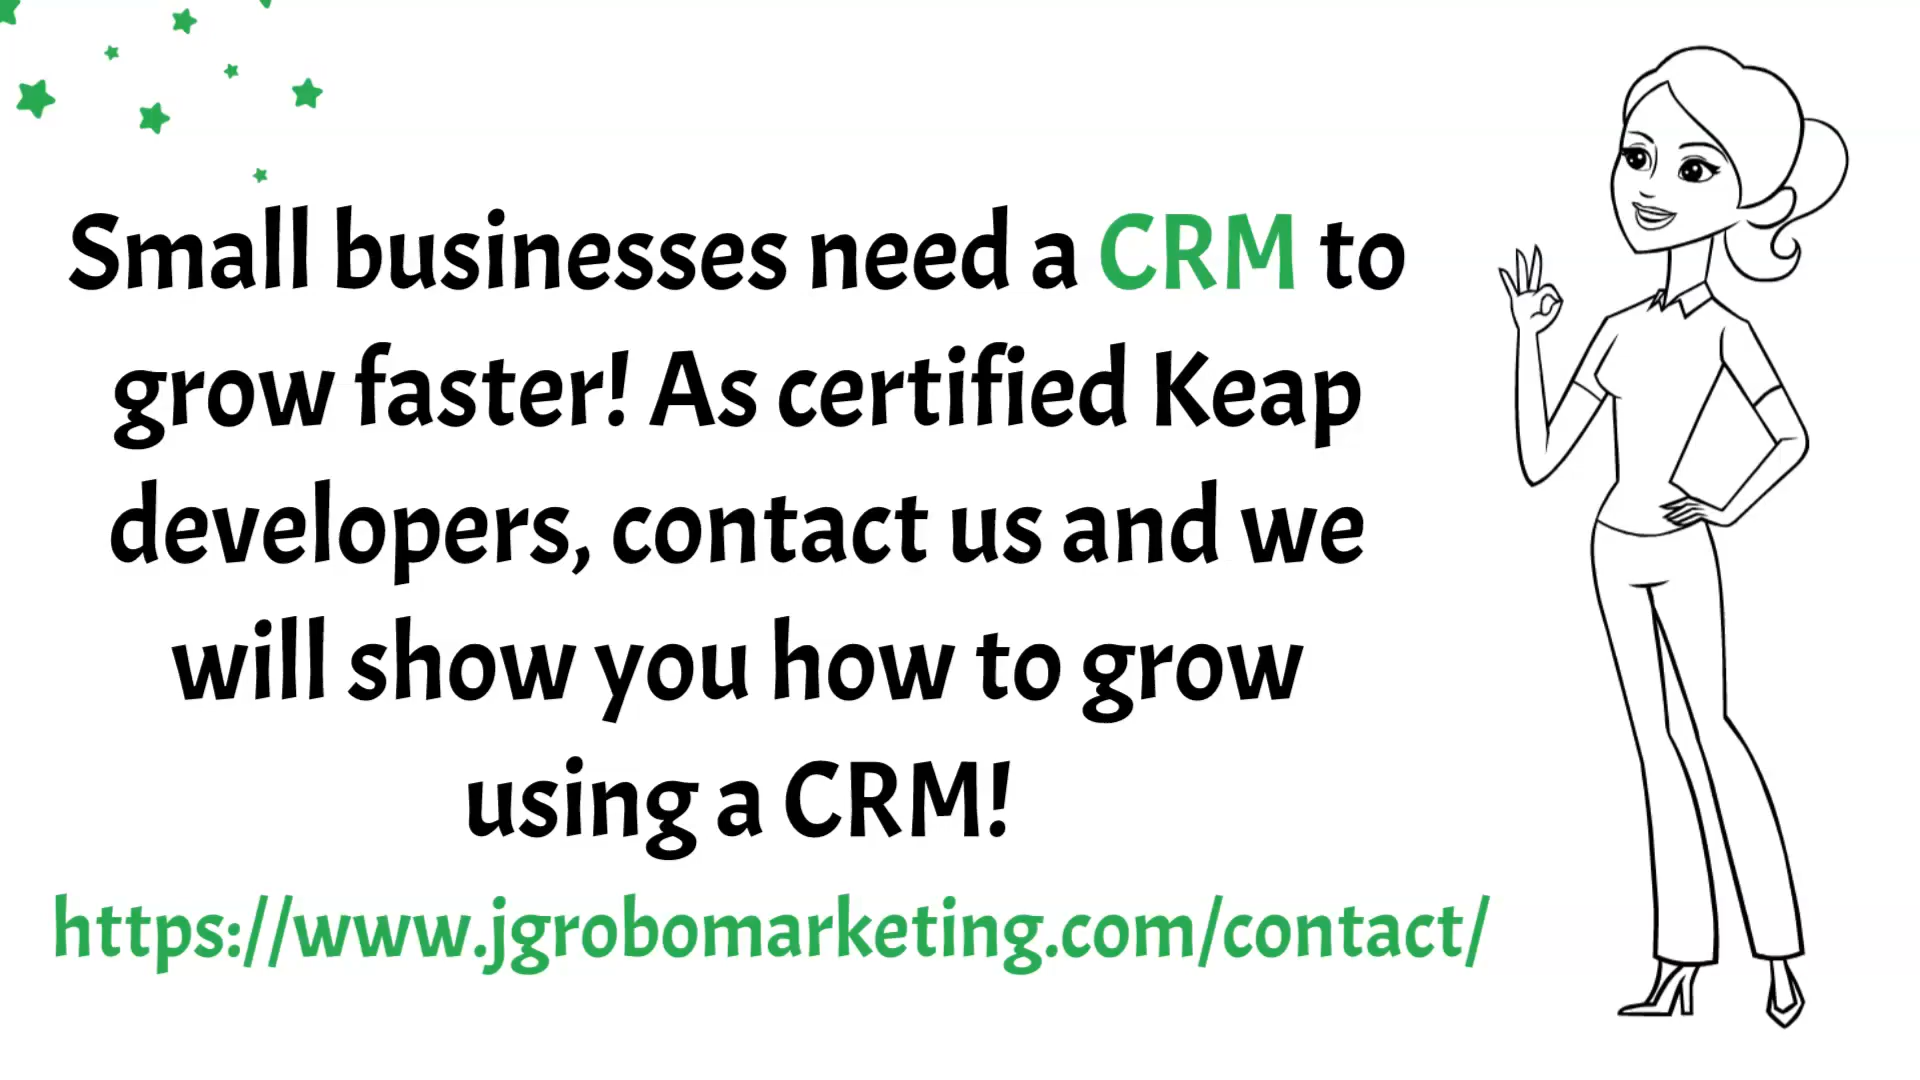 Small businesses need a CRM to
grow faster! As certified Keap
developers, contact us and we
will show you how to grow
using a CRM!
https://www.jgrobomarketing.com/contact/